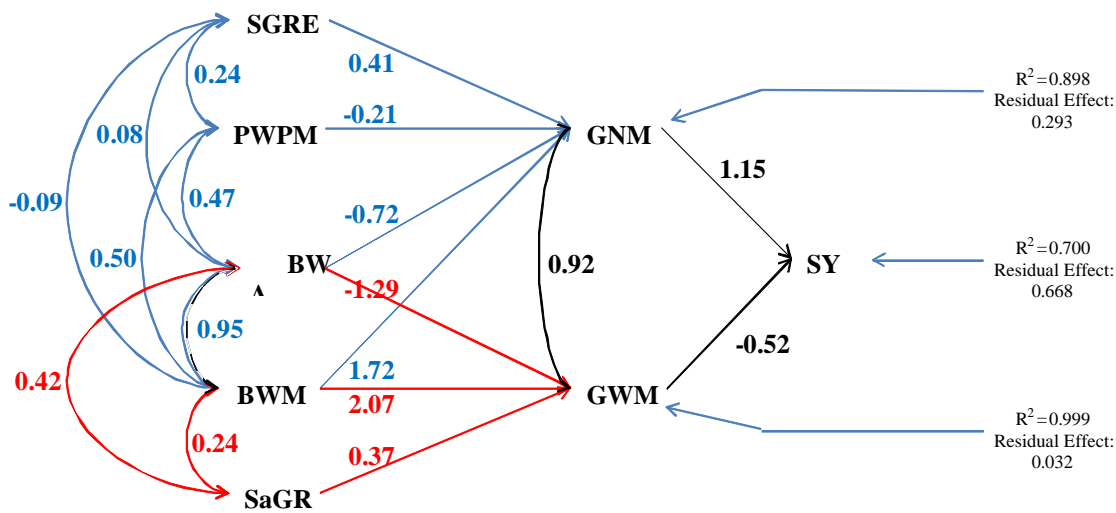 SGRE
0.41
0.24
R²=0.898
Residual Effect:
0.293
0.08
PWPM
-0.21
GNM
1.15
0.47
-0.09
-0.72
0.50
BW
A
-1.29
0.92
SY
R²=0.700
Residual Effect:
0.668
0.95
-0.52
0.42
1.72
BWM
2.07
GWM
0.24
0.37
R²=0.999
Residual Effect:
0.032
SaGR